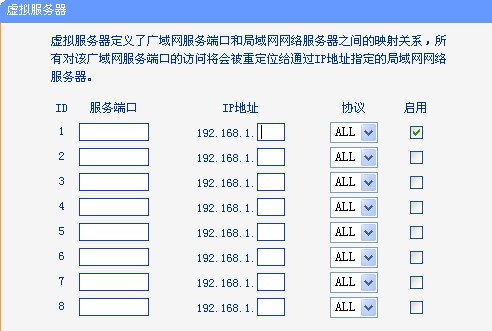 虚拟服务器
虚拟服务器定义了广域网服务端口和局域网网络服务器之间的映射关系，所
有对该广域网服务端口的访问将会被重定位给通过IP地址指定的局域网网络
服务器。
ID 服务端口 IP地址 协议 启用
1 192.168.1. ALL
2 192.168.1. ALL
3 192.168.1. ALL
4 192.168.1. ALL
5 192.168.1. ALL
6 192.168.1. ALL
7 192.168.1. ALL
8 192.168.1. ALL